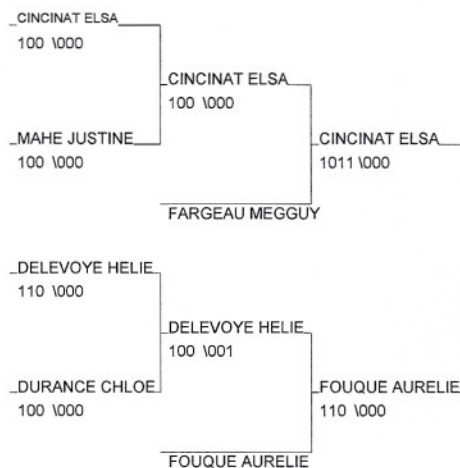 CINCINAT ELSA
100 \000
CINCINAT ELSA
100 \000
MAHE JUSTINE
100 \000
CINCINAT ELSA
1011 \000
FARGEAU MEGGUY
DELEVOYE HELIE
110 \000
DELEVOYE HELIE
100 \001
DURANCE CHLOE
100 \000
FOUQUE AURELIE
110 \000
FOUQUE AURELIE